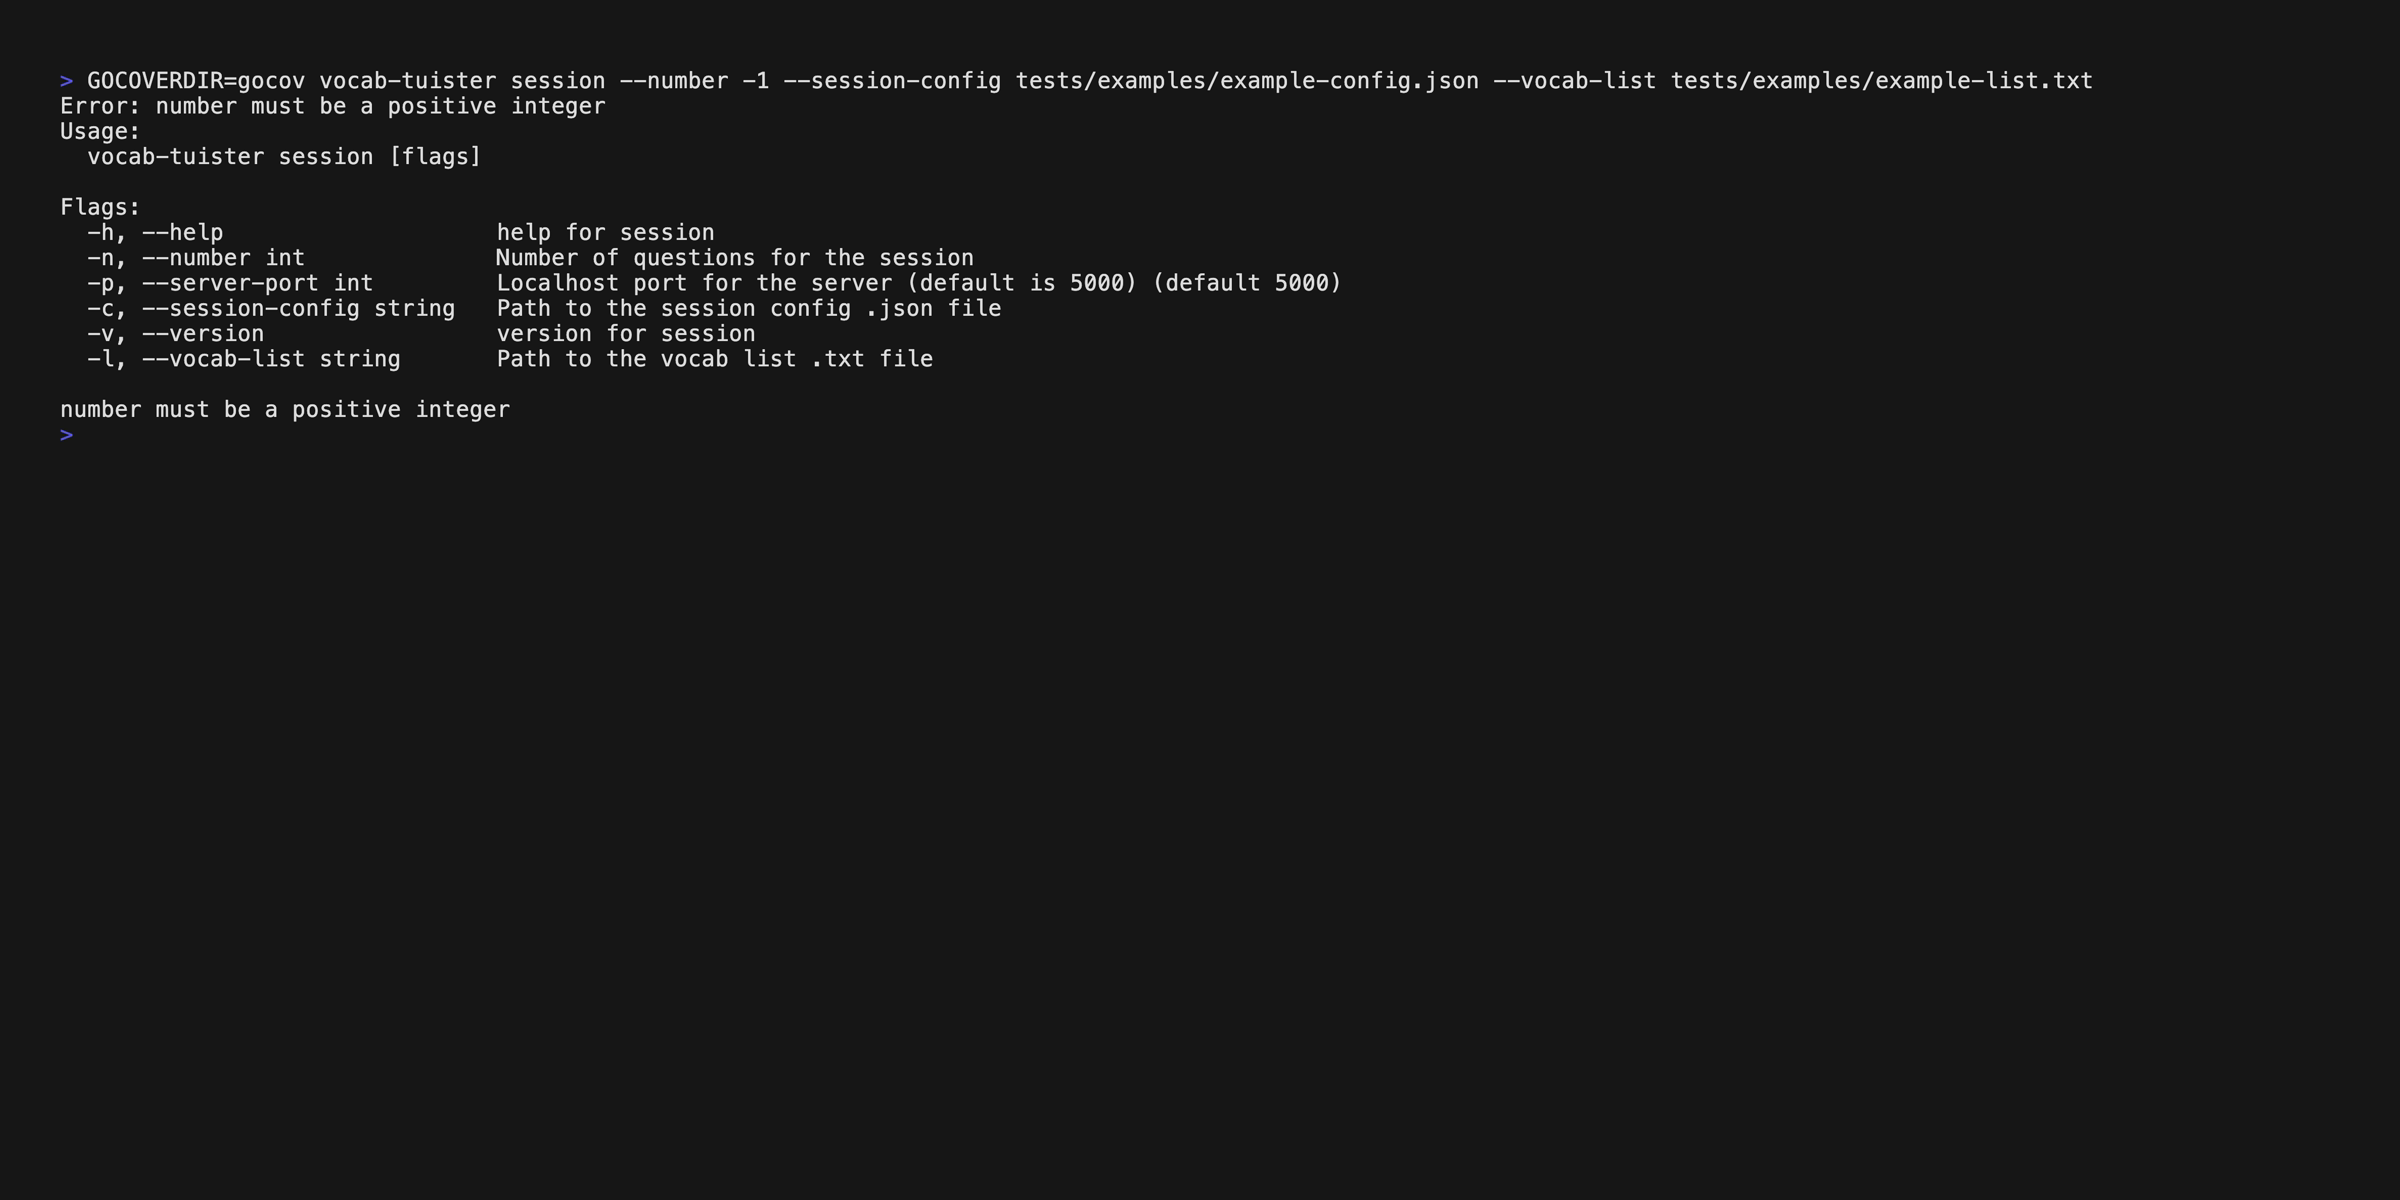 > GOCOVERDIR=gocov vocab-tuister session --number -1 --session-config tests/examples/example-config.json --vocab-list tests/examples/example-list.txt
Error: number must be a positive integer
Usage:
  vocab-tuister session [flags]

Flags:
  -h, --help                    help for session
  -n, --number int              Number of questions for the session
  -p, --server-port int         Localhost port for the server (default is 5000) (default 5000)
  -c, --session-config string   Path to the session config .json file
  -v, --version                 version for session
  -l, --vocab-list string       Path to the vocab list .txt file

number must be a positive integer
>